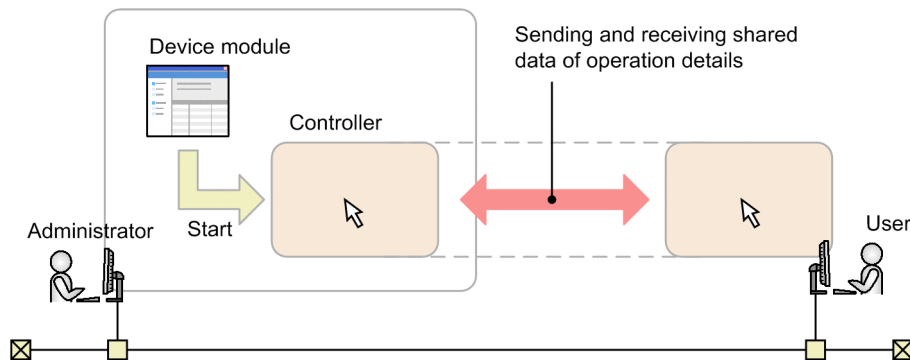 Device module
Sending and receiving shared
data of operation details
Controller
Administrator
Start
User